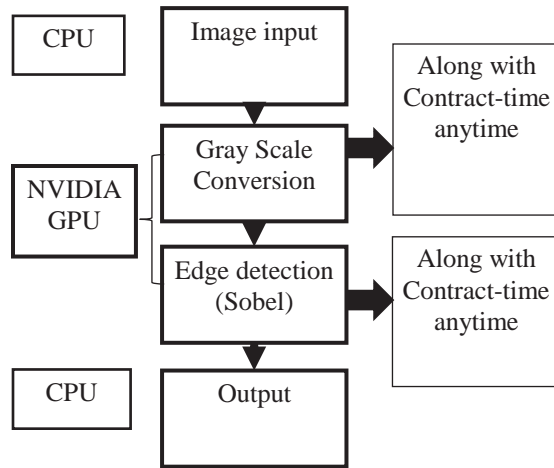 CPU
Image input
Along with
Contract-time
anytime
Gray Scale
Conversion
NVIDIA
GPU
Edge detection
(Sobel)
Along with
Contract-time
anytime
CPU
Output